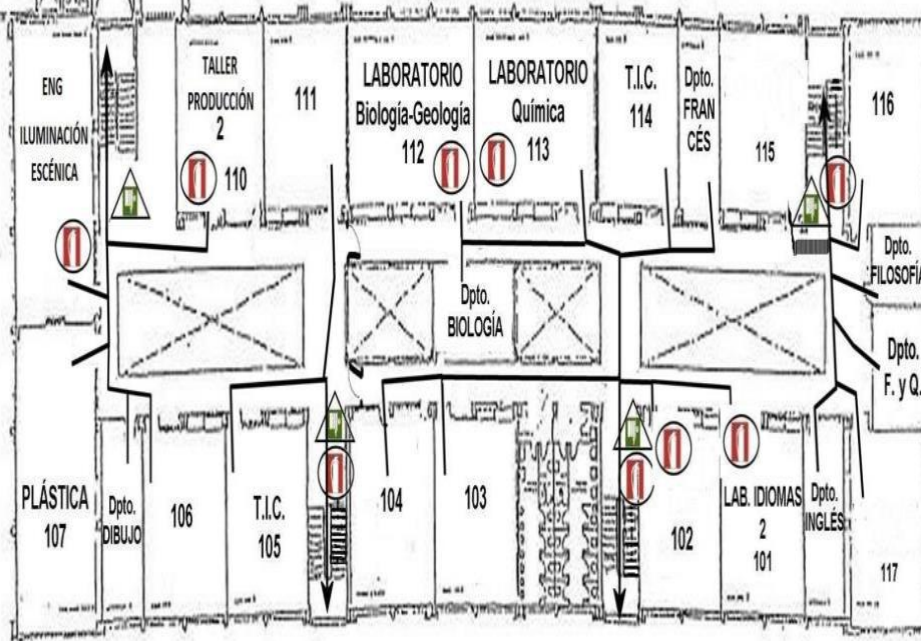 ENG
ILUMINACIÓN
ESCÉNICA
TALLER
PRODUCCIÓN
2
110
111
LABORATORIO
Biología-Geología
112
LABORATORIO
Química
113
T.I.C.
114
Dpto.
FRAN
CÉS
115
116
Dpto.
FILOSOFÍA
Dpto.
BIOLOGÍA
Dpto.
F. y Q.
PLÁSTICA
107
Dpto.
DIBUJO
106
T.I.C.
105
104
103
102
LAB. IDIOMAS
2
101
Dpto.
INGLÉS
117